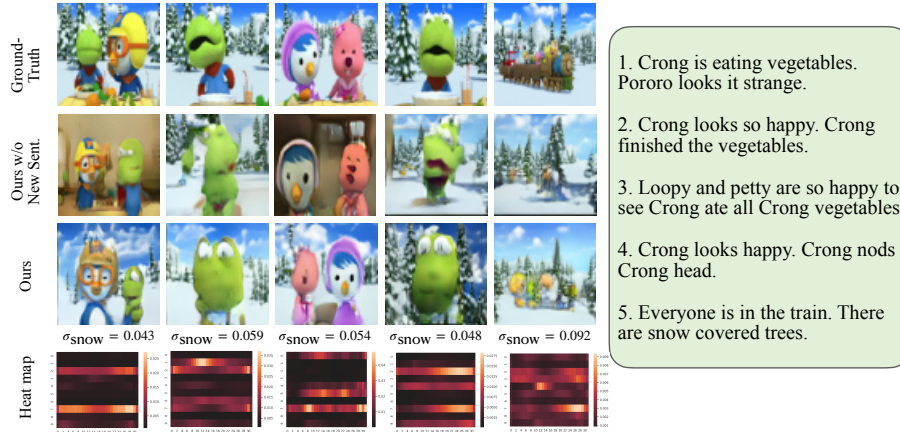 Ground-
Truth
1. Crong is eating vegetables.
Pororo looks it strange.
2. Crong looks so happy. Crong
finished the vegetables.
3. Loopy and petty are so happy to
see Crong ate all Crong vegetables
4. Crong looks happy. Crong nods
Crong head.
5. Everyone is in the train. There
are snow covered trees.
Ours w/o
New Sent.
Ours
σsnow = 0.043 σsnow = 0.059 σsnow = 0.054 σsnow = 0.048 σsnow = 0.092
Heat map